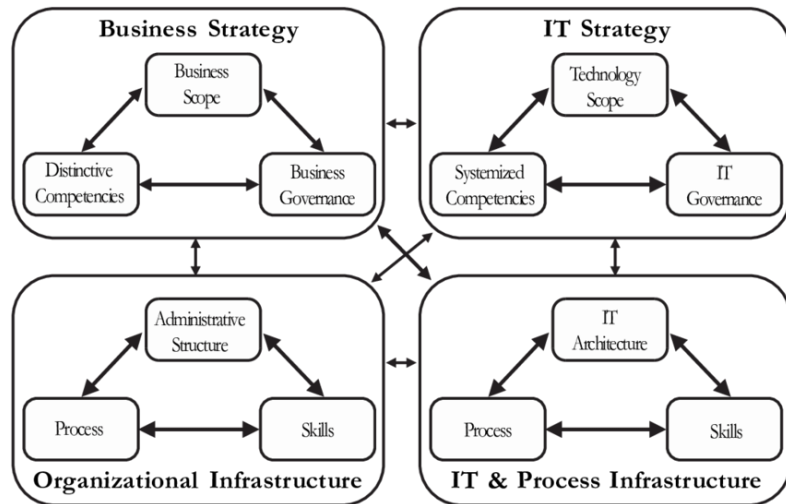 Business Strategy
Business
Scope
Distinctive
Competencies
Business
Governance
IT Strategy
Technology
Scope
Systemized
Competencies
IT
Governance
Administrative
Structure
Process
Skills
Organizational Infrastructure
IT
Architecture
Process
Skills
IT & Process Infrastructure